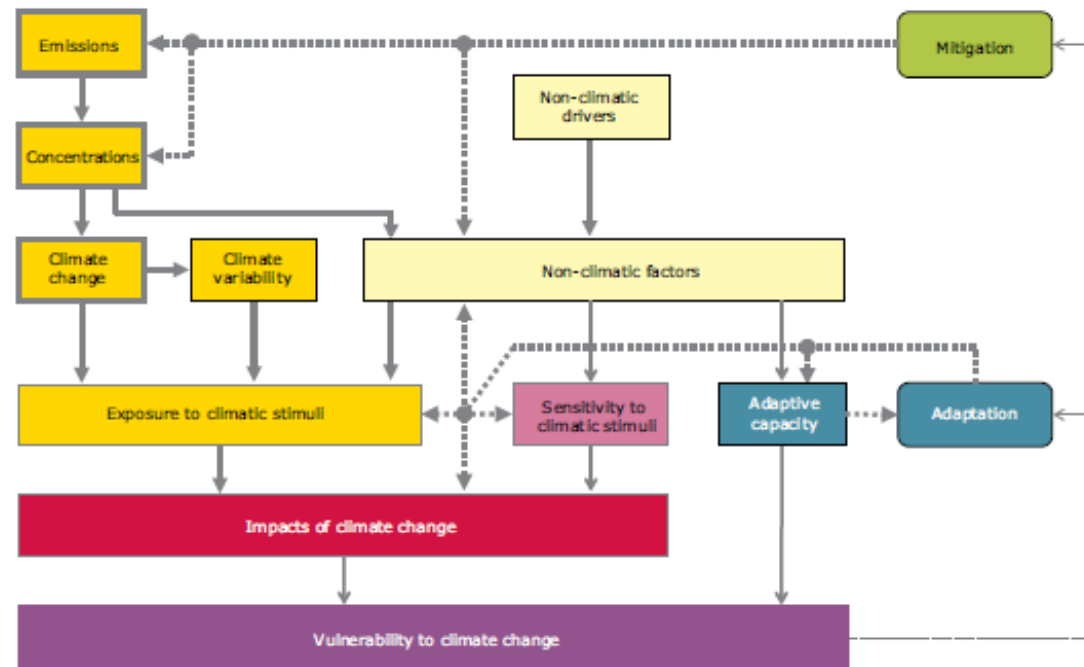 Emissions
Mitigation
Non-climatic
drivers
Concentrations
Climate
change
Climate
variability
Non-climatic factors
Exposure to climatic stimuli
Sensitivity to
climatic stimuli
Adaptive
capacity
Adaptation
Impacts of climate change
Vulnerability to climate change